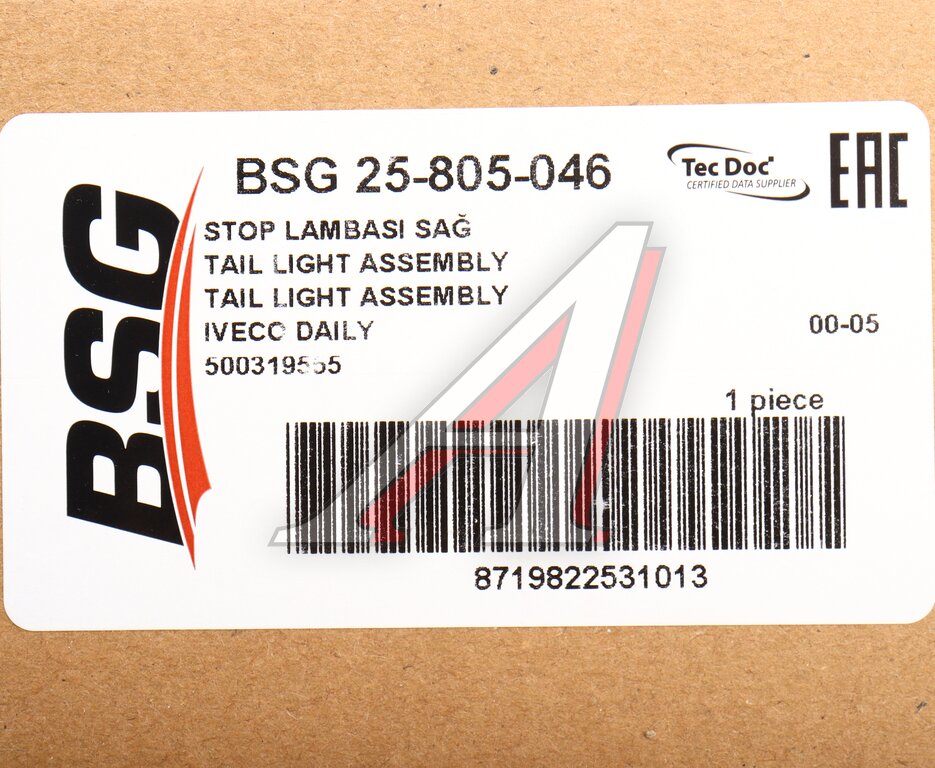 BSG
BSG 25-805-046
Tec Doc
CERTIFIED DATA SUPPLIER
EAC
STOP LAMBASI SAĞ
TAIL LIGHT ASSEMBLY
TAIL LIGHT ASSEMBLY
IVECO DAILY
00-05
1 piece
8719822531013